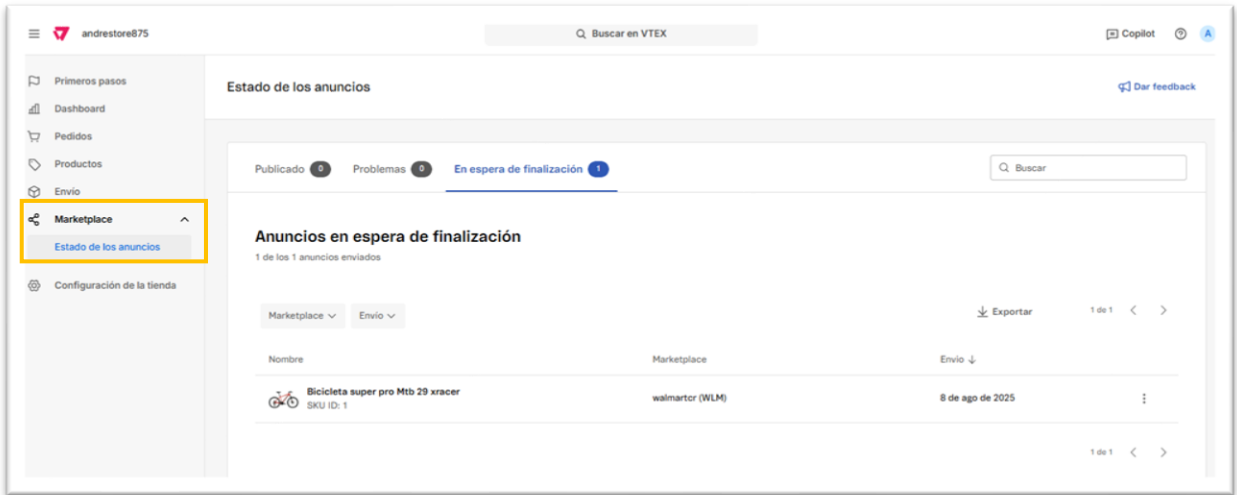 andrestore875
Buscar en VTEX
Copilot
A
Primeros pasos
Dashboard
Pedidos
Productos
Envío
Marketplace
Estado de los anuncios
Configuración de la tienda
Estado de los anuncios
Dar feedback
Publicado 0
Problemas 0
En espera de finalización 1
Buscar
Anuncios en espera de finalización
1 de los 1 anuncios enviados
Marketplace
Envío
Exportar
1 de 1
Nombre
Marketplace
Envio
Bicicleta super pro Mtb 29 xracer
SKU ID: 1
walmartcr (WLM)
8 de ago de 2025
1 de 1